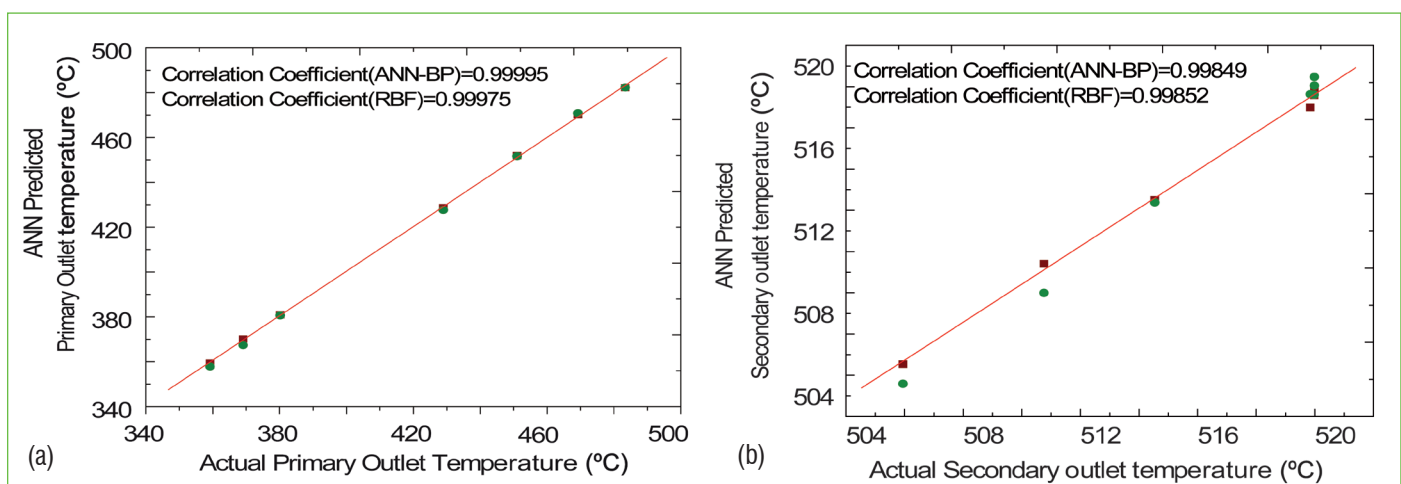 Correlation Coefficient(ANN-BP)=0.99995
Correlation Coefficient(RBF)=0.99975
ANN Predicted
Primary Outlet temperature (ºC)
500
460
420
380
340
340
380
420
460
500
(a)
Actual Primary Outlet Temperature (ºC)
Correlation Coefficient(ANN-BP)=0.99849
Correlation Coefficient(RBF)=0.99852
ANN Predicted
Secondary outlet temperature (ºC)
520
516
512
508
504
504
508
512
516
520
(b)
Actual Secondary outlet temperature (ºC)